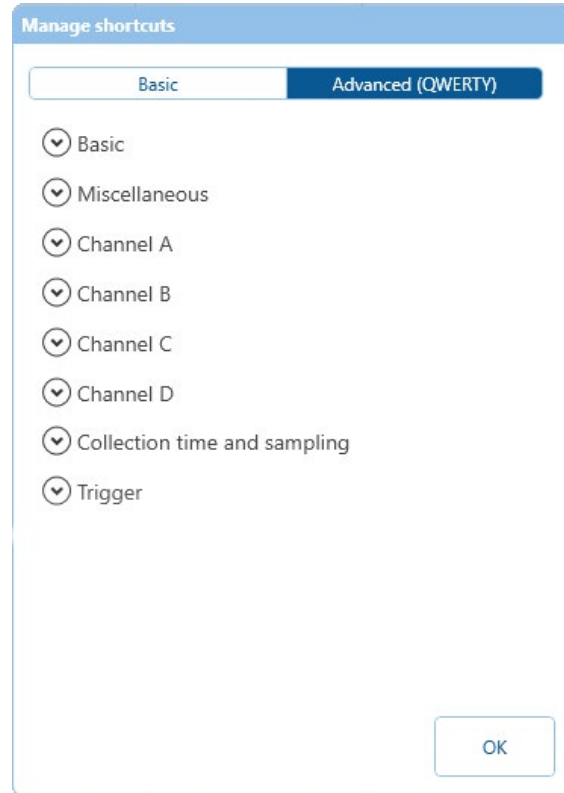 Manage shortcuts
Basic Advanced (QWERTY)
Basic
Miscellaneous
Channel A
Channel B
Channel C
Channel D
Collection time and sampling
Trigger
OK